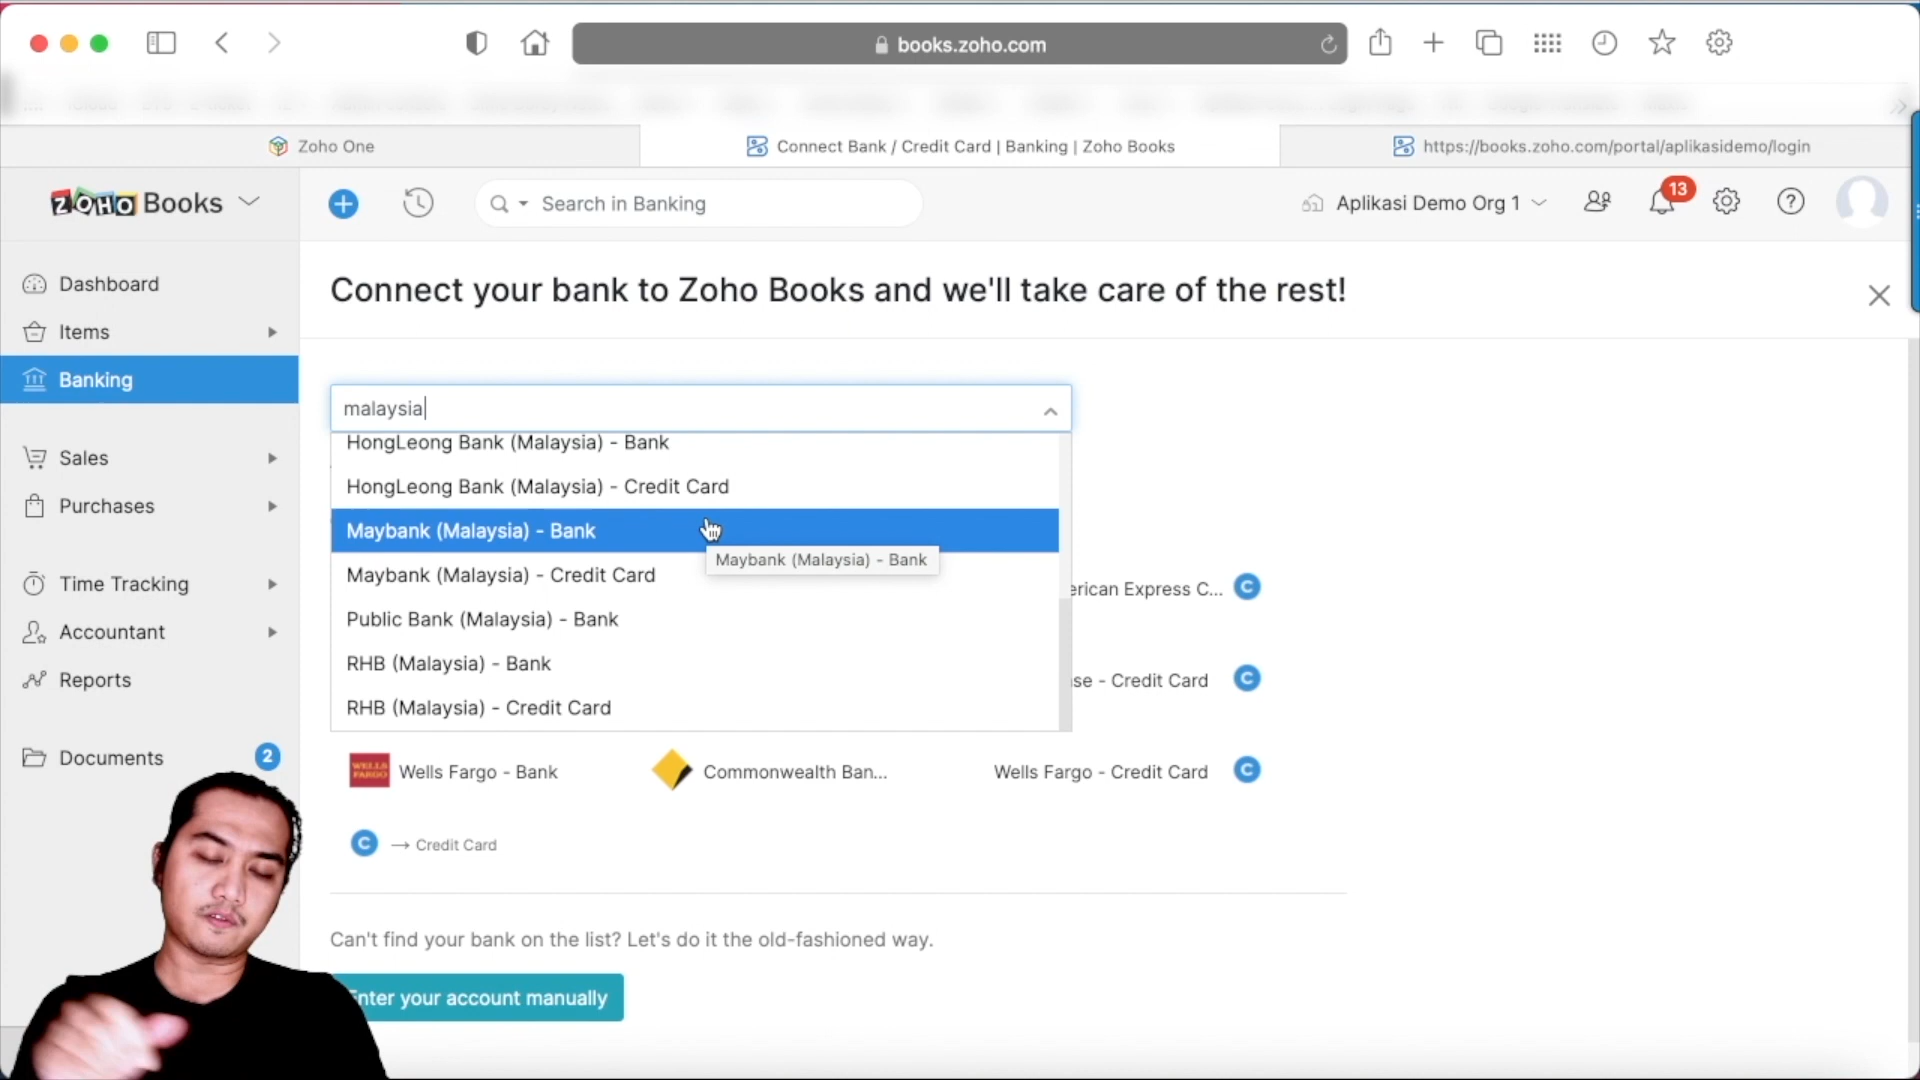 books.zoho.com
Zoho One
Connect Bank / Credit Card | Banking | Zoho Books
https://books.zoho.com/portal/aplikasidemo/login
ZOHO Books
Search in Banking
Aplikasi Demo Org 1
13
Connect your bank to Zoho Books and we'll take care of the rest!
Dashboard
Items
Banking
Sales
Purchases
Time Tracking
Accountant
Reports
Documents
2
malaysia
HongLeong Bank (Malaysia) - Bank
HongLeong Bank (Malaysia) - Credit Card
Maybank (Malaysia) - Bank
Maybank (Malaysia) - Bank
Maybank (Malaysia) - Credit Card
Public Bank (Malaysia) - Bank
RHB (Malaysia) - Bank
RHB (Malaysia) - Credit Card
erican Express C... C
se - Credit Card C
WELLS FARGO Wells Fargo - Bank
Commonwealth Ban...
Wells Fargo - Credit Card C
C → Credit Card
Can't find your bank on the list? Let's do it the old-fashioned way.
Enter your account manually